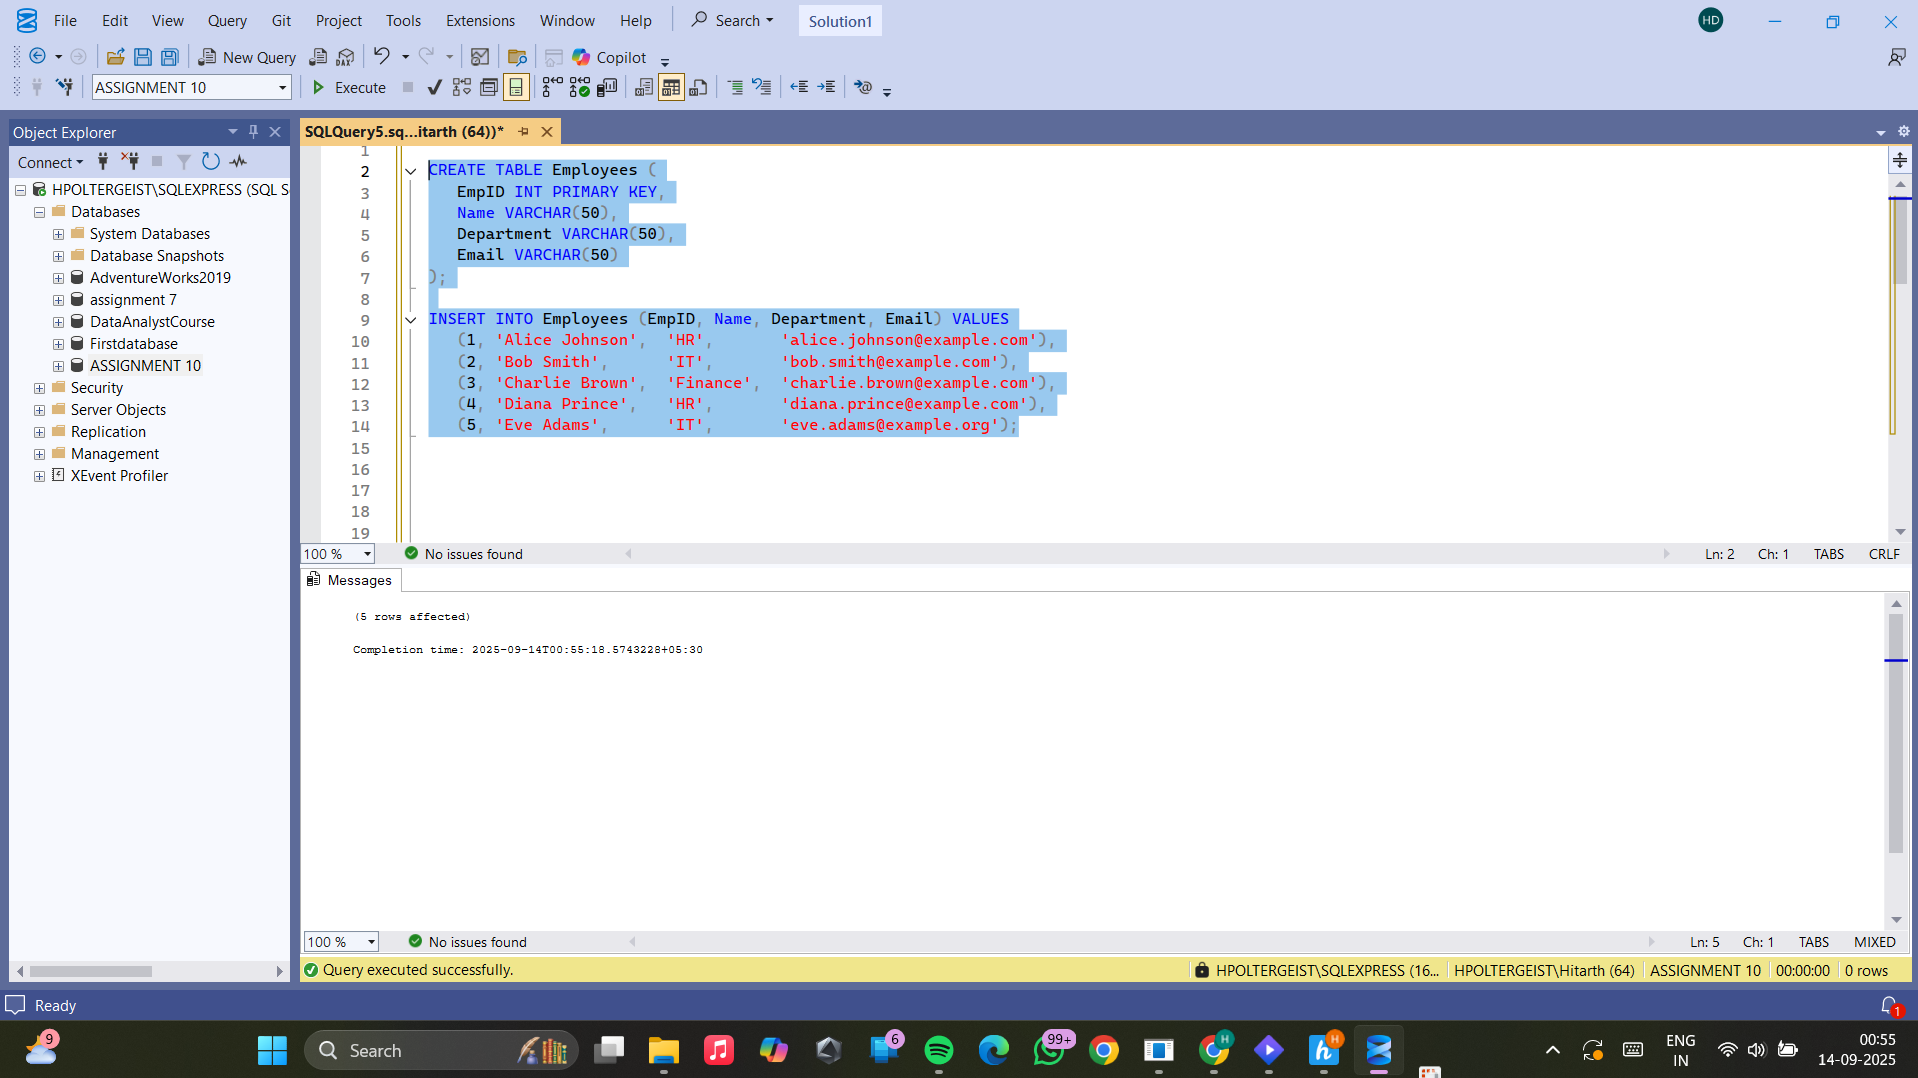 File Edit View Query Git Project Tools Extensions Window Help Search Solution1 HD
New Query DAX Copilot
ASSIGNMENT 10 Execute
Object Explorer
Connect
HPOLTERGEIST\SQLEXPRESS (SQL S
Databases
System Databases
Database Snapshots
AdventureWorks2019
assignment 7
DataAnalystCourse
Firstdatabase
ASSIGNMENT 10
Security
Server Objects
Replication
Management
XEvent Profiler
SQLQuery5.sq...itarth (64))*
1
2 CREATE TABLE Employees (
3 EmpID INT PRIMARY KEY,
4 Name VARCHAR(50),
5 Department VARCHAR(50),
6 Email VARCHAR(50)
7 );
8
9 INSERT INTO Employees (EmpID, Name, Department, Email) VALUES
10 (1, 'Alice Johnson', 'HR', 'alice.johnson@example.com'),
11 (2, 'Bob Smith', 'IT', 'bob.smith@example.com'),
12 (3, 'Charlie Brown', 'Finance', 'charlie.brown@example.com'),
13 (4, 'Diana Prince', 'HR', 'diana.prince@example.com'),
14 (5, 'Eve Adams', 'IT', 'eve.adams@example.org');
15
16
17
18
19
100 % No issues found Ln: 2 Ch: 1 TABS CRLF
Messages
(5 rows affected)
Completion time: 2025-09-14T00:55:18.5743228+05:30
100 % No issues found Ln: 5 Ch: 1 TABS MIXED
Query executed successfully. HPOLTERGEIST\SQLEXPRESS (16... HPOLTERGEIST\Hitarth (64) ASSIGNMENT 10 00:00:00 0 rows
Ready 1
9 Search 6 99+ H h H ENG 00:55
IN 14-09-2025